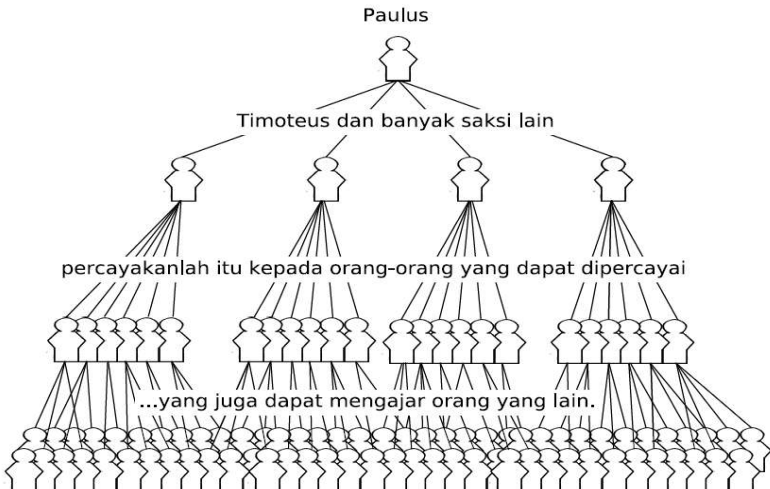 Paulus
Timoteus dan banyak saksi lain
percayakanlah itu kepada orang-orang yang dapat dipercayai
...yang juga dapat mengajar orang yang lain.